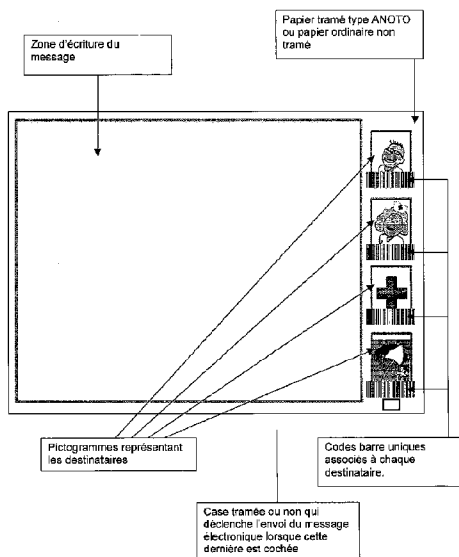 Papier tramé type ANOTO
ou papier ordinaire non
tramé
Zone d'écriture du
message
Pictogrammes représentant
les destinataires
Codes barre uniques
associés à chaque
destinataire.
Case tramée ou non qui
déclenche l'envoi du message
électronique lorsque cette
dernière est cochée